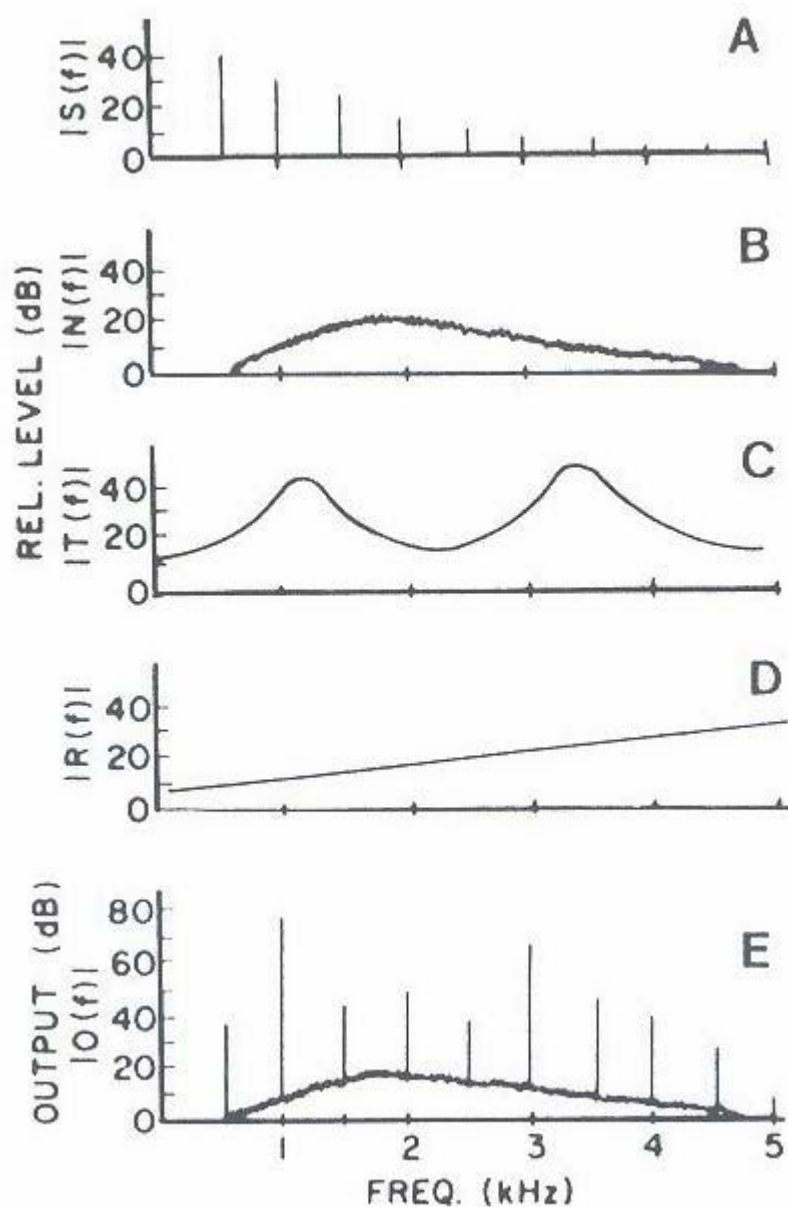 A
|S(f)|
40
20
0
B
REL. LEVEL (dB)
|N(f)|
40
20
0
C
|T(f)|
40
20
0
D
|R(f)|
40
20
0
E
OUTPUT (dB)
|O(f)|
80
60
40
20
0
1 2 3 4 5
FREQ. (kHz)